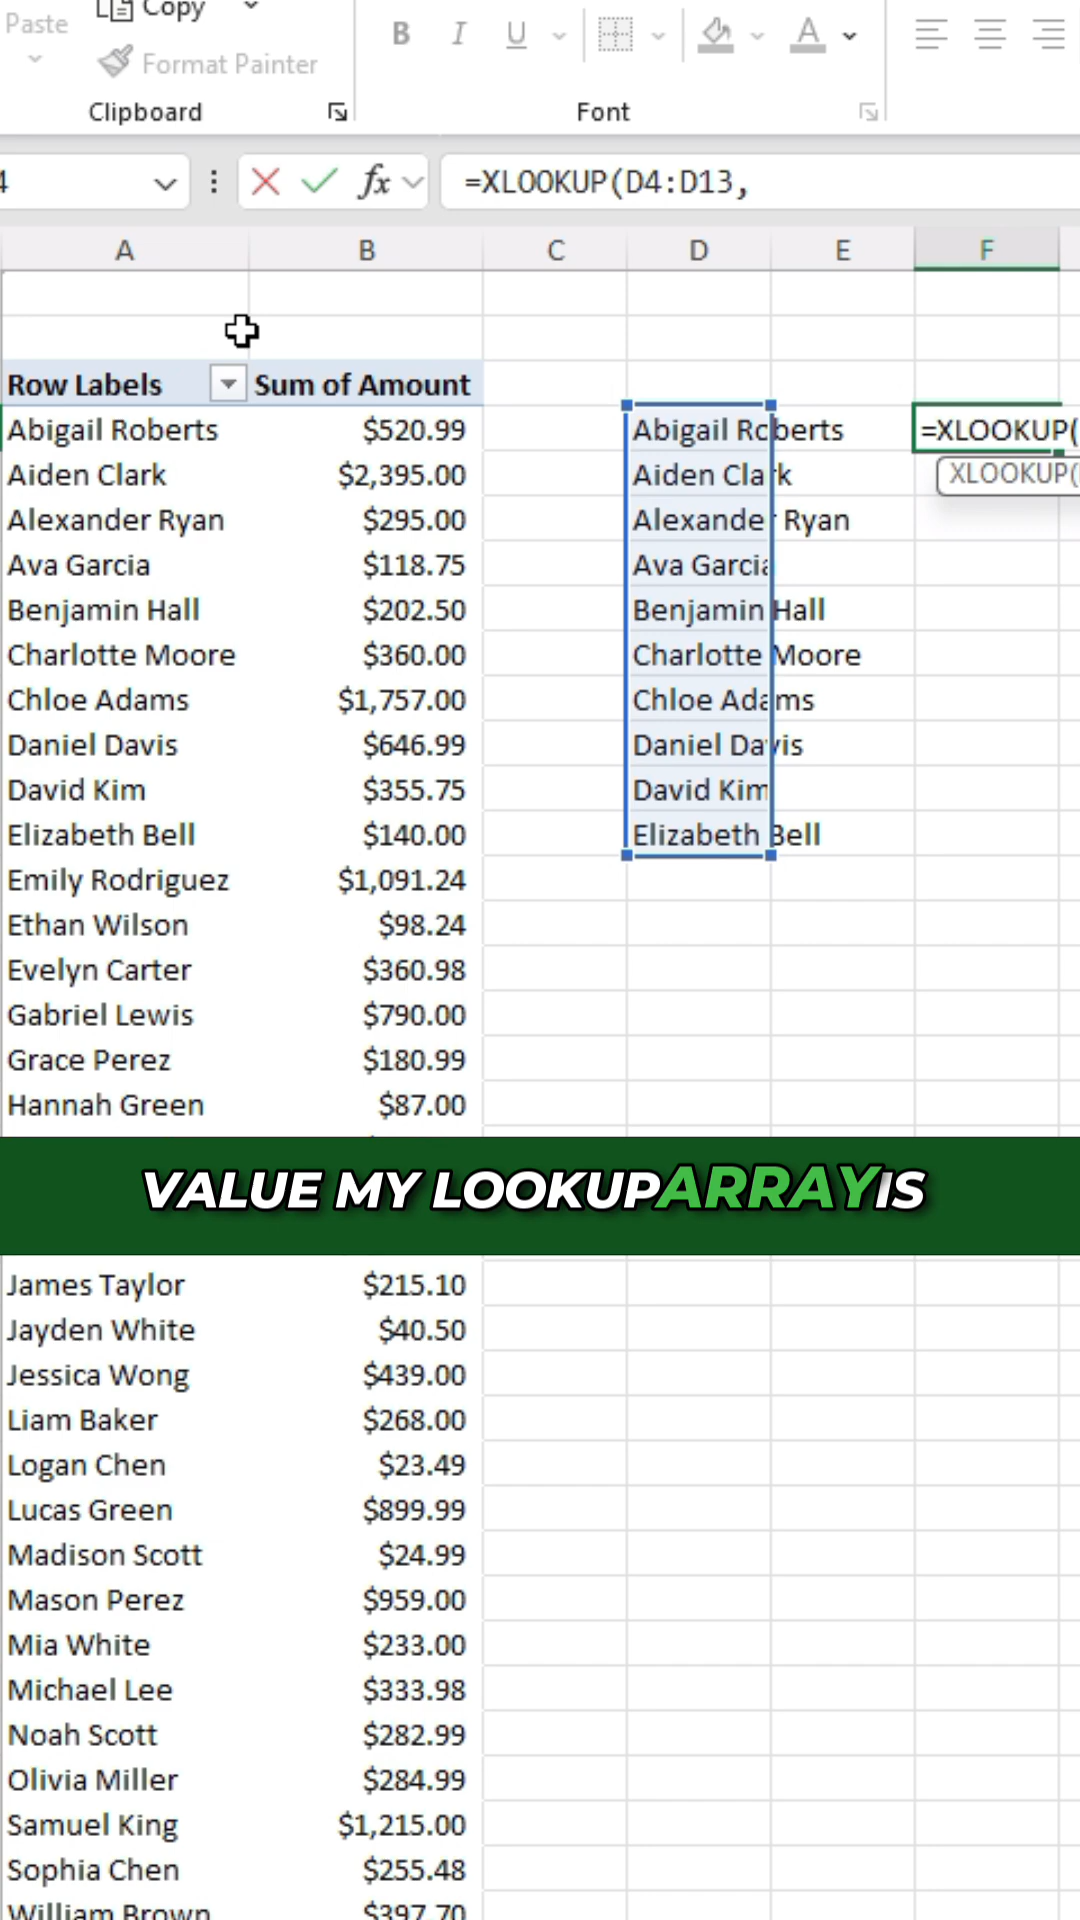 Paste
Copy
Format Painter
B I U A
Clipboard
Font
4
fx
=XLOOKUP(D4:D13,
A B C D E F
Row Labels Sum of Amount
Abigail Roberts $520.99 Abigail Roberts =XLOOKUP(
Aiden Clark $2,395.00 Aiden Clark XLOOKUP(
Alexander Ryan $295.00 Alexander Ryan
Ava Garcia $118.75 Ava Garcia
Benjamin Hall $202.50 Benjamin Hall
Charlotte Moore $360.00 Charlotte Moore
Chloe Adams $1,757.00 Chloe Adams
Daniel Davis $646.99 Daniel Davis
David Kim $355.75 David Kim
Elizabeth Bell $140.00 Elizabeth Bell
Emily Rodriguez $1,091.24
Ethan Wilson $98.24
Evelyn Carter $360.98
Gabriel Lewis $790.00
Grace Perez $180.99
Hannah Green $87.00
VALUE MY LOOKUP ARRAY IS
James Taylor $215.10
Jayden White $40.50
Jessica Wong $439.00
Liam Baker $268.00
Logan Chen $23.49
Lucas Green $899.99
Madison Scott $24.99
Mason Perez $959.00
Mia White $233.00
Michael Lee $333.98
Noah Scott $282.99
Olivia Miller $284.99
Samuel King $1,215.00
Sophia Chen $255.48
William Brown $397.70